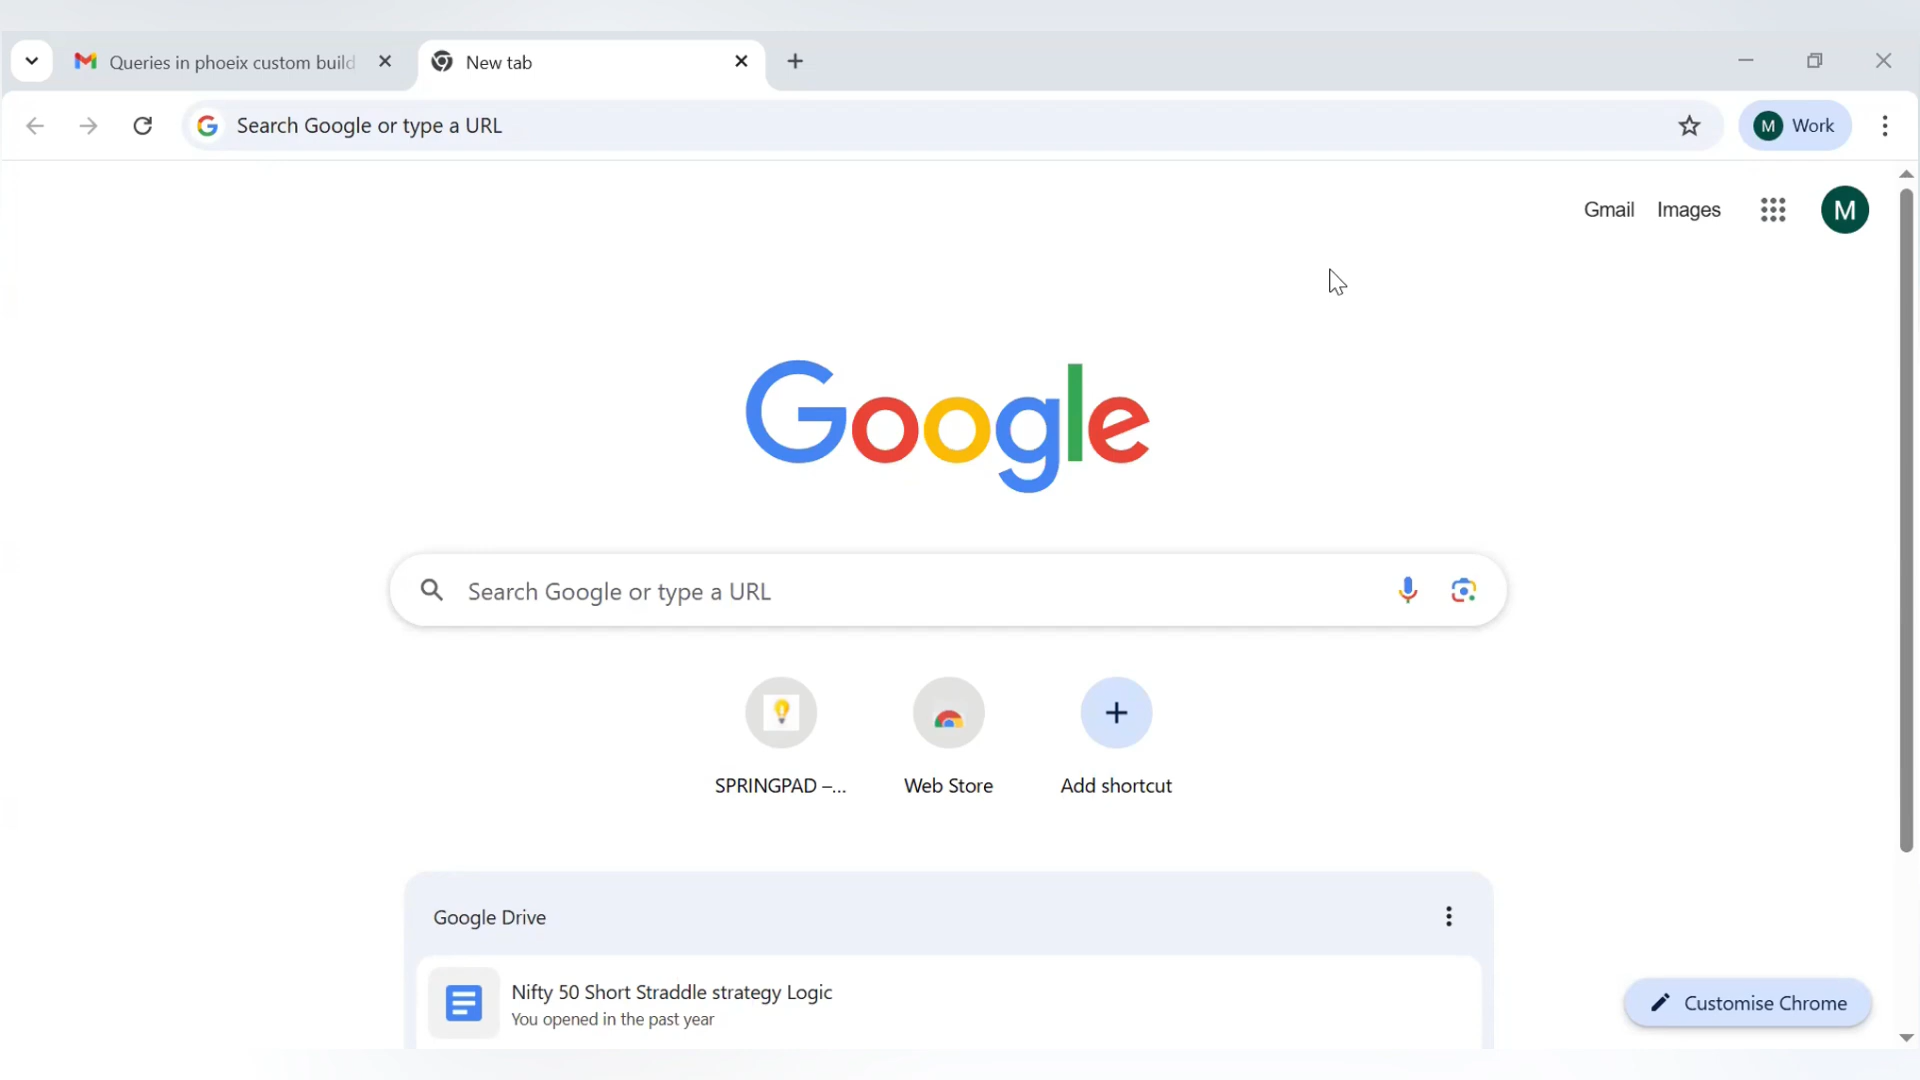 Queries in phoeix custom build
New tab
Search Google or type a URL
M Work
Gmail Images M
Google
Search Google or type a URL
SPRINGPAD –... Web Store Add shortcut
Google Drive
Nifty 50 Short Straddle strategy Logic
You opened in the past year
Customise Chrome